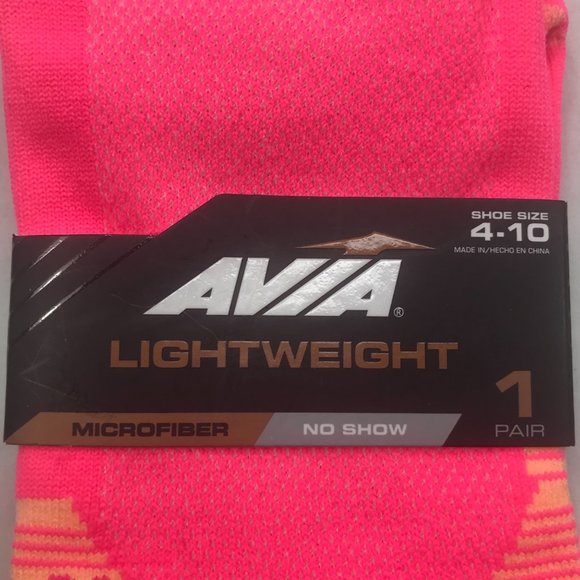 SHOE SIZE
4-10
MADE IN/HECHO EN CHINA
AVIA®
LIGHTWEIGHT
MICROFIBER
NO SHOW
1
PAIR